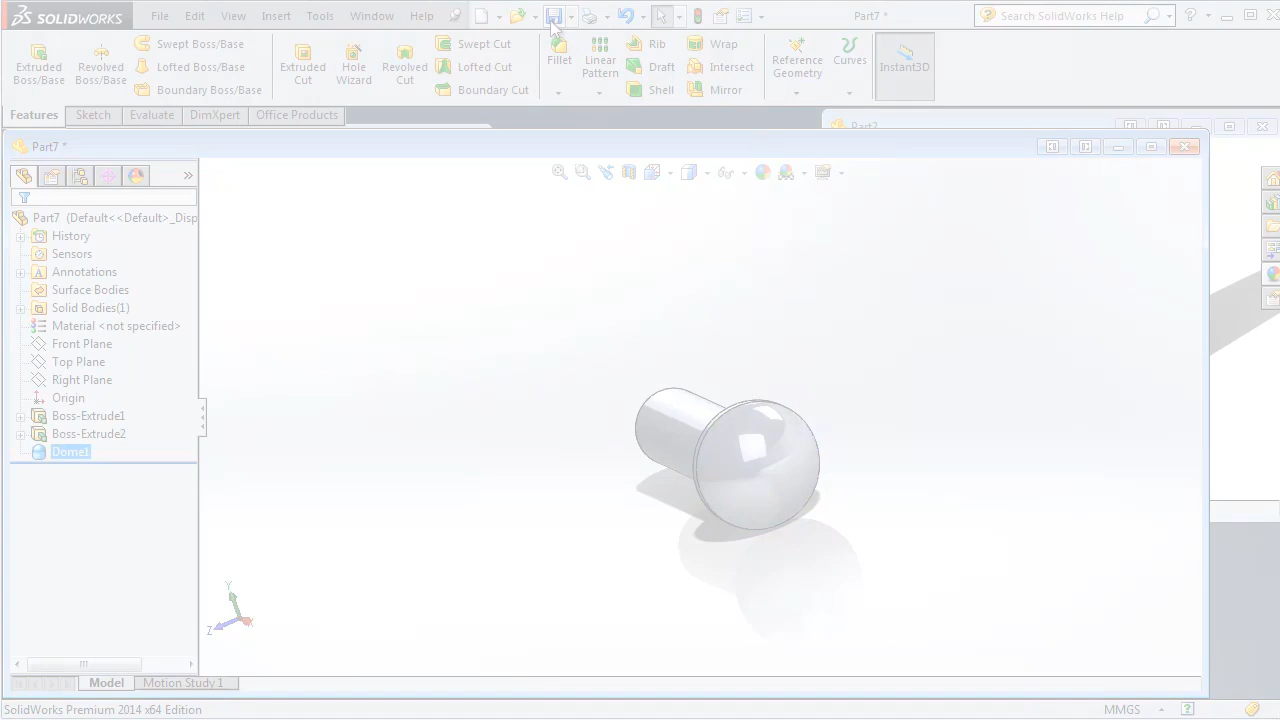 SOLIDWORKS
File Edit View Insert Tools Window Help
Part7 *
Search SolidWorks Help
Extruded Boss/Base
Revolved Boss/Base
Swept Boss/Base
Lofted Boss/Base
Boundary Boss/Base
Extruded Cut
Hole Wizard
Revolved Cut
Swept Cut
Lofted Cut
Boundary Cut
Fillet
Linear Pattern
Rib
Draft
Shell
Wrap
Intersect
Mirror
Reference Geometry
Curves
Instant3D
Features Sketch Evaluate DimXpert Office Products
Part2
Part7 *
Part7 (Default<<Default>_Disp
History
Sensors
Annotations
Surface Bodies
Solid Bodies(1)
Material <not specified>
Front Plane
Top Plane
Right Plane
Origin
Boss-Extrude1
Boss-Extrude2
Dome1
Y
Z
X
Model Motion Study 1
SolidWorks Premium 2014 x64 Edition
MMGS